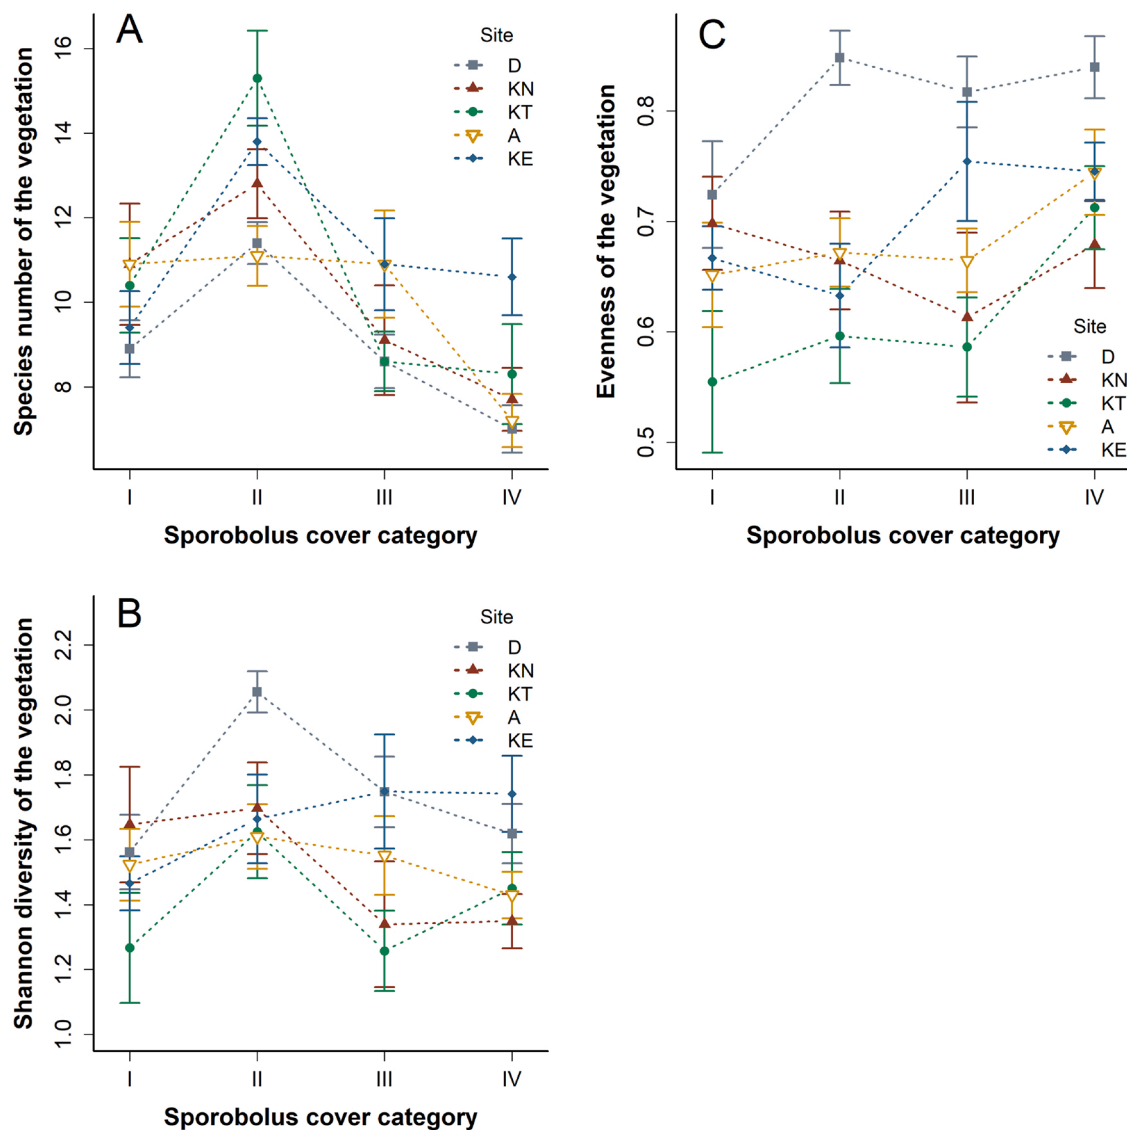 A
Species number of the vegetation
16
14
12
10
8
Site
D
KN
KT
A
KE
I II III IV
Sporobolus cover category
C
Evenness of the vegetation
0.8
0.7
0.6
0.5
Site
D
KN
KT
A
KE
I II III IV
Sporobolus cover category
B
Shannon diversity of the vegetation
2.2
2.0
1.8
1.6
1.4
1.2
1.0
Site
D
KN
KT
A
KE
I II III IV
Sporobolus cover category